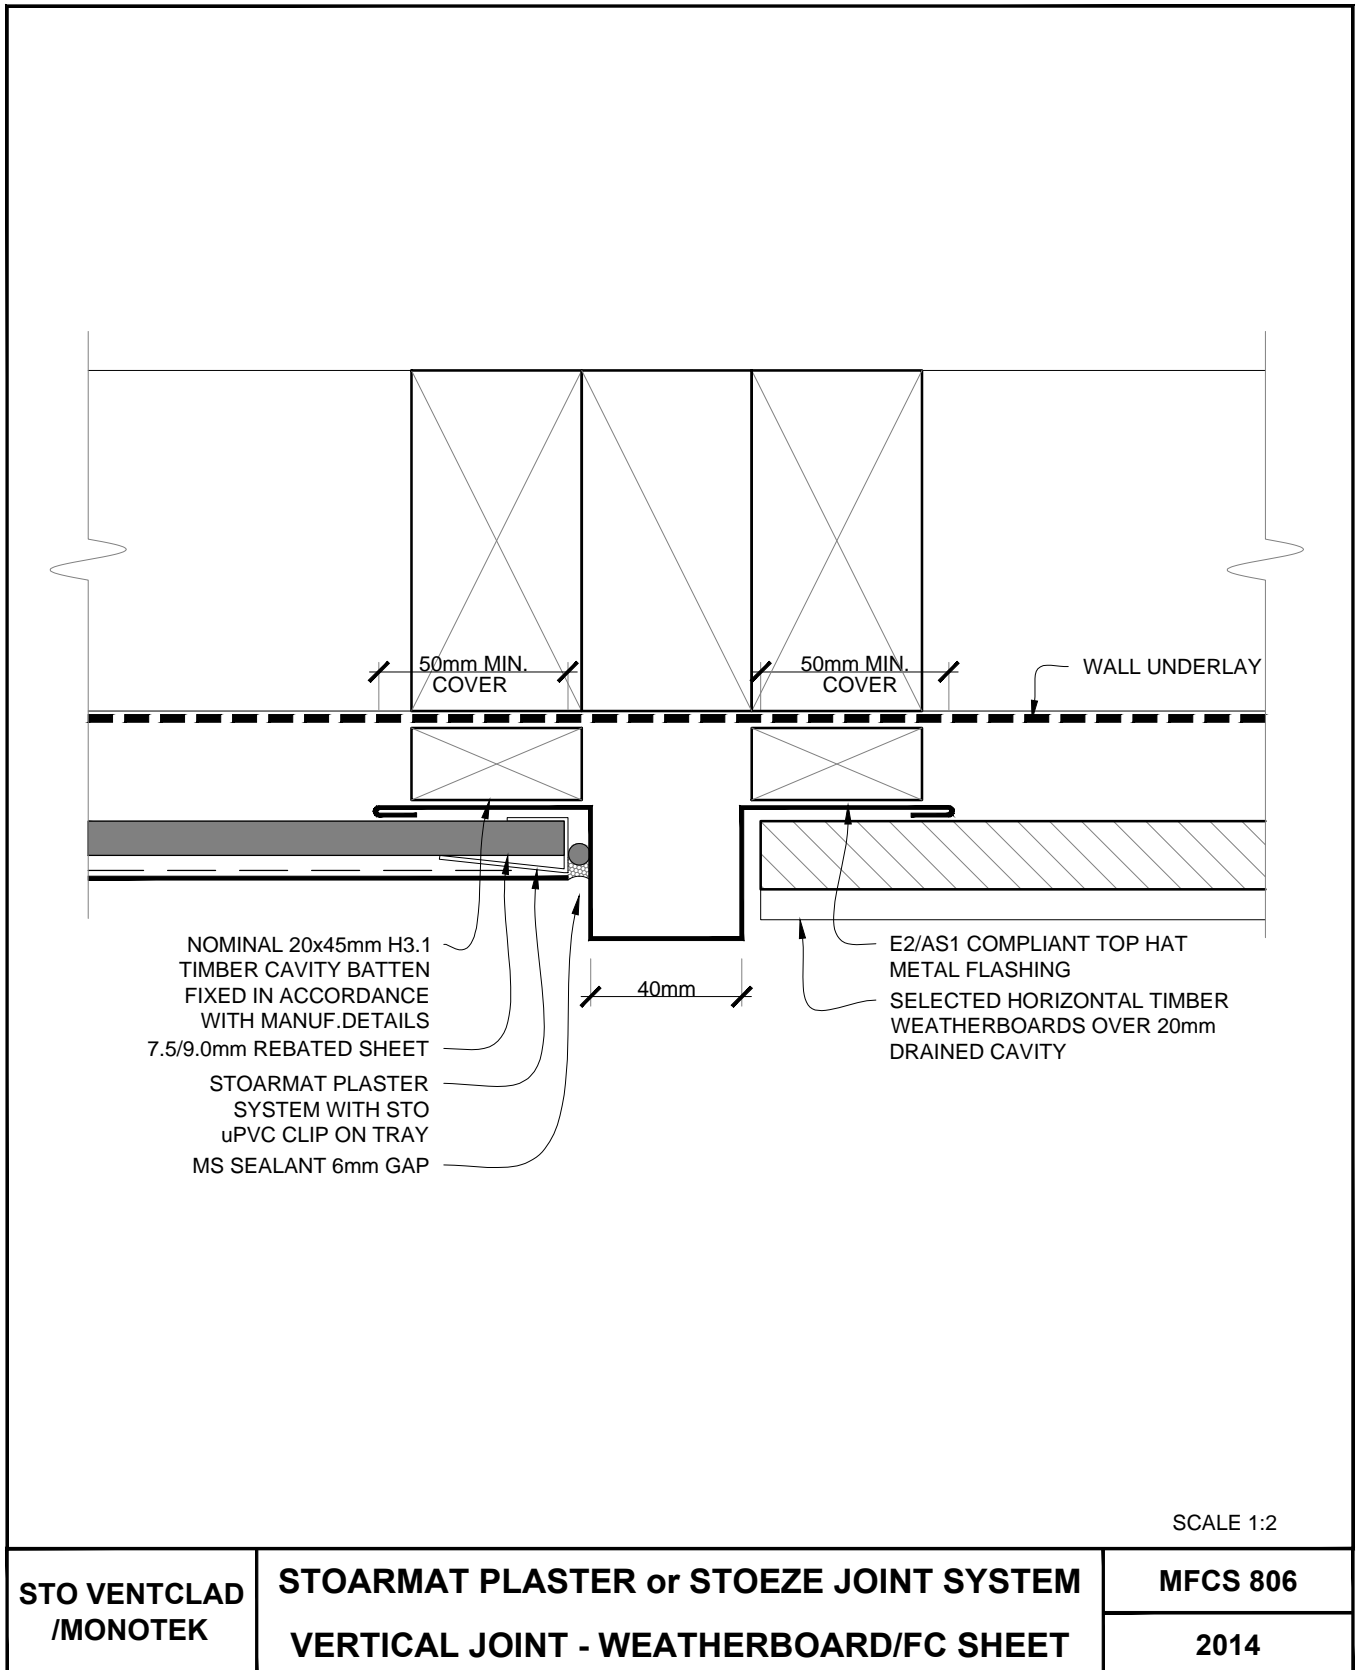 50mm MIN.
COVER
50mm MIN.
COVER
WALL UNDERLAY
NOMINAL 20x45mm H3.1
TIMBER CAVITY BATTEN
FIXED IN ACCORDANCE
WITH MANUF.DETAILS
7.5/9.0mm REBATED SHEET
STOARMAT PLASTER
SYSTEM WITH STO
uPVC CLIP ON TRAY
MS SEALANT 6mm GAP
40mm
E2/AS1 COMPLIANT TOP HAT
METAL FLASHING
SELECTED HORIZONTAL TIMBER
WEATHERBOARDS OVER 20mm
DRAINED CAVITY
SCALE 1:2
STO VENTCLAD
/MONOTEK
STOARMAT PLASTER or STOEZE JOINT SYSTEM
VERTICAL JOINT - WEATHERBOARD/FC SHEET
MFCS 806
2014